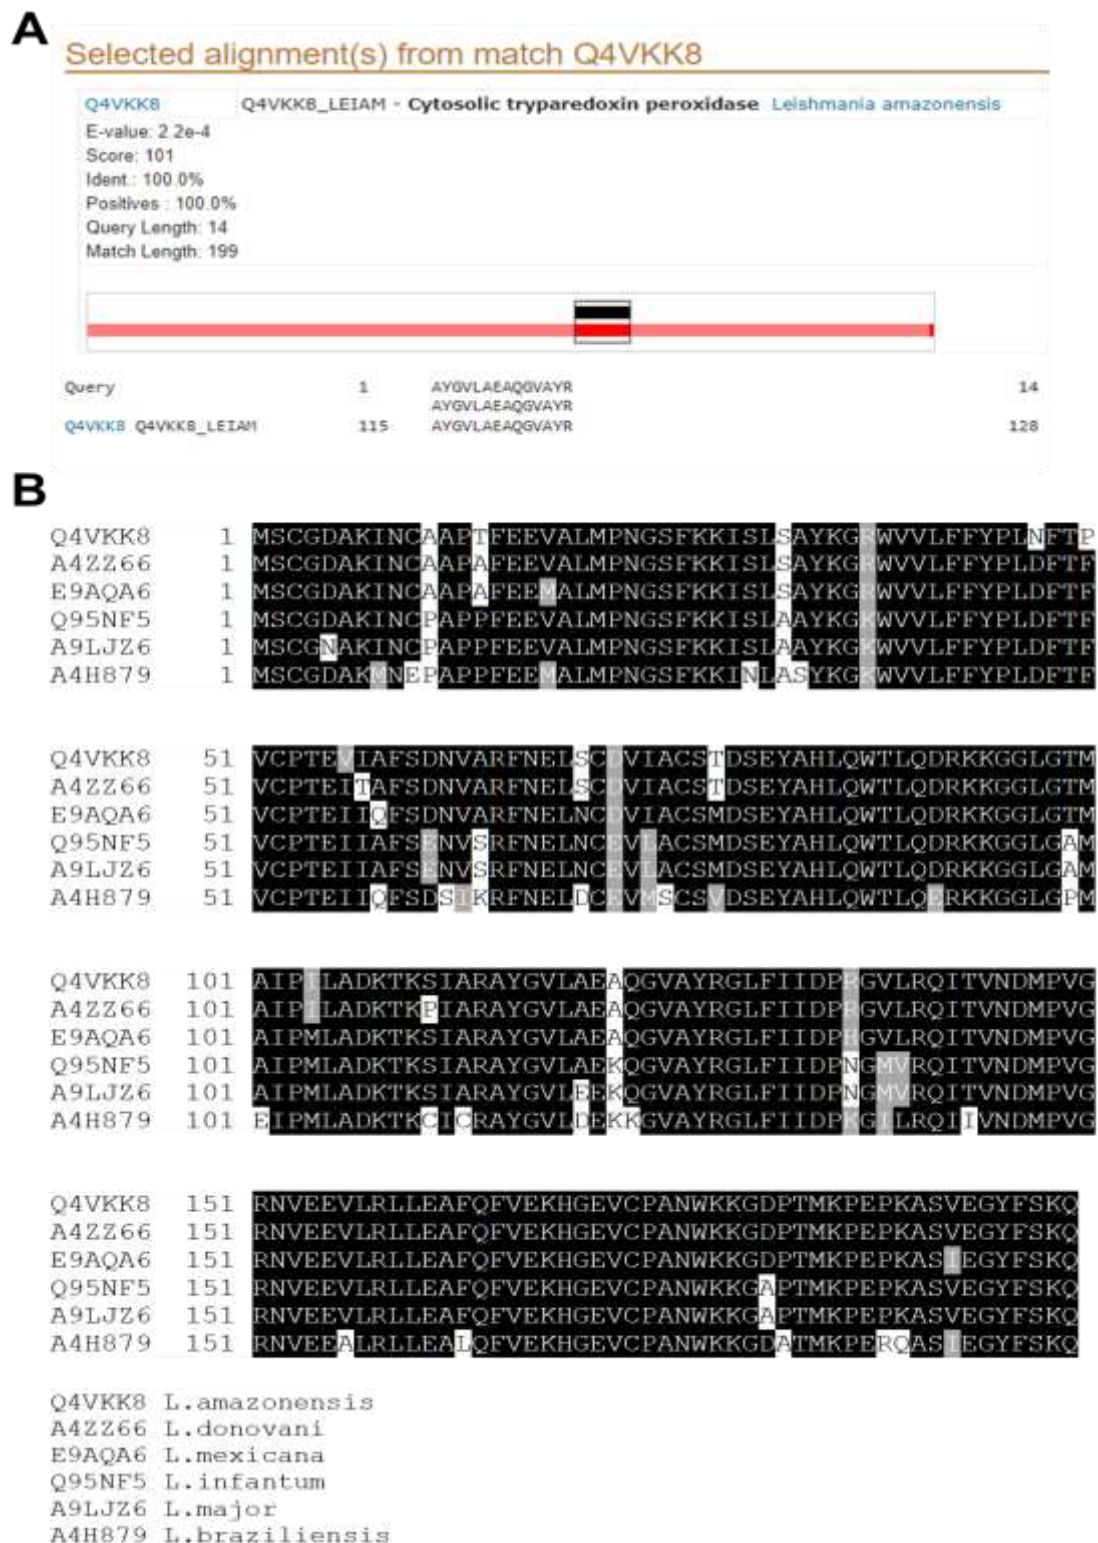 A
Selected alignment(s) from match Q4VKK8
Q4VKK8 Q4VKK8_LEIAM - Cytosolic tryparedoxin peroxidase Leishmania amazonensis
E-value: 2.2e-4
Score: 101
Ident.: 100.0%
Positives : 100.0%
Query Length: 14
Match Length: 199
Query 1 AYGVLAEAQGVAYR 14
AYGVLAEAQGVAYR
Q4VKK8 Q4VKK8_LEIAM 115 AYGVLAEAQGVAYR 128
B
Q4VKK8 1 MSCGDAKINCAAPTFEEVALMPNGSFKKISLSAYKGRWVVLFFYPLNFTP
A4ZZ66 1 MSCGDAKINCAAPAFEEVALMPNGSFKKISLSAYKGRWVVLFFYPLDFTF
E9AQA6 1 MSCGDAKINCAAPAFEEMALMPNGSFKKISLSAYKGRWVVLFFYPLDFTF
Q95NF5 1 MSCGDAKINCPAPPFEEVALMPNGSFKKISLAAYKGKWVVLFFYPLDFTF
A9LJZ6 1 MSCGNAKINCPAPPFEEVALMPNGSFKKISLAAYKGKWVVLFFYPLDFTF
A4H879 1 MSCGDAKMNEPAPPFEEMALMPNGSFKKINLASYKGKWVVLFFYPLDFTF
Q4VKK8 51 VCPTEVIAFSDNVARFNELSCDVIACSTDSEYAHLQWTLQDRKKGGLGTM
A4ZZ66 51 VCPTEITAFSDNVARFNELSCDVIACSTDSEYAHLQWTLQDRKKGGLGTM
E9AQA6 51 VCPTEIIQFSDNVARFNELNCDVIACSMDSEYAHLQWTLQDRKKGGLGTM
Q95NF5 51 VCPTEIIAFSENVSRFNELNCEVLACSMDSEYAHLQWTLQDRKKGGLGAM
A9LJZ6 51 VCPTEIIAFSENVSRFNELNCEVLACSMDSEYAHLQWTLQDRKKGGLGAM
A4H879 51 VCPTEIIQFSDSIKRFNELDCEVMSCSVDSEYAHLQWTLQERKKGGLGPM
Q4VKK8 101 AIPILADKTKSIARAYGVLAEAQGVAYRGLFIIDPRGVLRQITVNDMPVG
A4ZZ66 101 AIPILADKTKPIARAYGVLAEAQGVAYRGLFIIDPRGVLRQITVNDMPVG
E9AQA6 101 AIPMLADKTKSIARAYGVLAEAQGVAYRGLFIIDPHGVLRQITVNDMPVG
Q95NF5 101 AIPMLADKTKSIARAYGVLAEKQGVAYRGLFIIDPNGMVRQITVNDMPVG
A9LJZ6 101 AIPMLADKTKSIARAYGVLEEKQGVAYRGLFIIDPNGMVRQITVNDMPVG
A4H879 101 EIPMLADKTKCICRAYGVLDEKKGVAYRGLFIIDPKGILRQIIVNDMPVG
Q4VKK8 151 RNVEEVLRLLEAFQFVEKHGEVCPANWKKGDPTMKPEPKASVEGYFSKQ
A4ZZ66 151 RNVEEVLRLLEAFQFVEKHGEVCPANWKKGDPTMKPEPKASVEGYFSKQ
E9AQA6 151 RNVEEVLRLLEAFQFVEKHGEVCPANWKKGDPTMKPEPKASIEGYFSKQ
Q95NF5 151 RNVEEVLRLLEAFQFVEKHGEVCPANWKKGAPTMKPEPKASVEGYFSKQ
A9LJZ6 151 RNVEEVLRLLEAFQFVEKHGEVCPANWKKGAPTMKPEPKASVEGYFSKQ
A4H879 151 RNVEEALRLLEALQFVEKHGEVCPANWKKGDATMKPERQASIEGYFSKQ
Q4VKK8 L.amazonensis
A4ZZ66 L.donovani
E9AQA6 L.mexicana
Q95NF5 L.infantum
A9LJZ6 L.major
A4H879 L.braziliensis